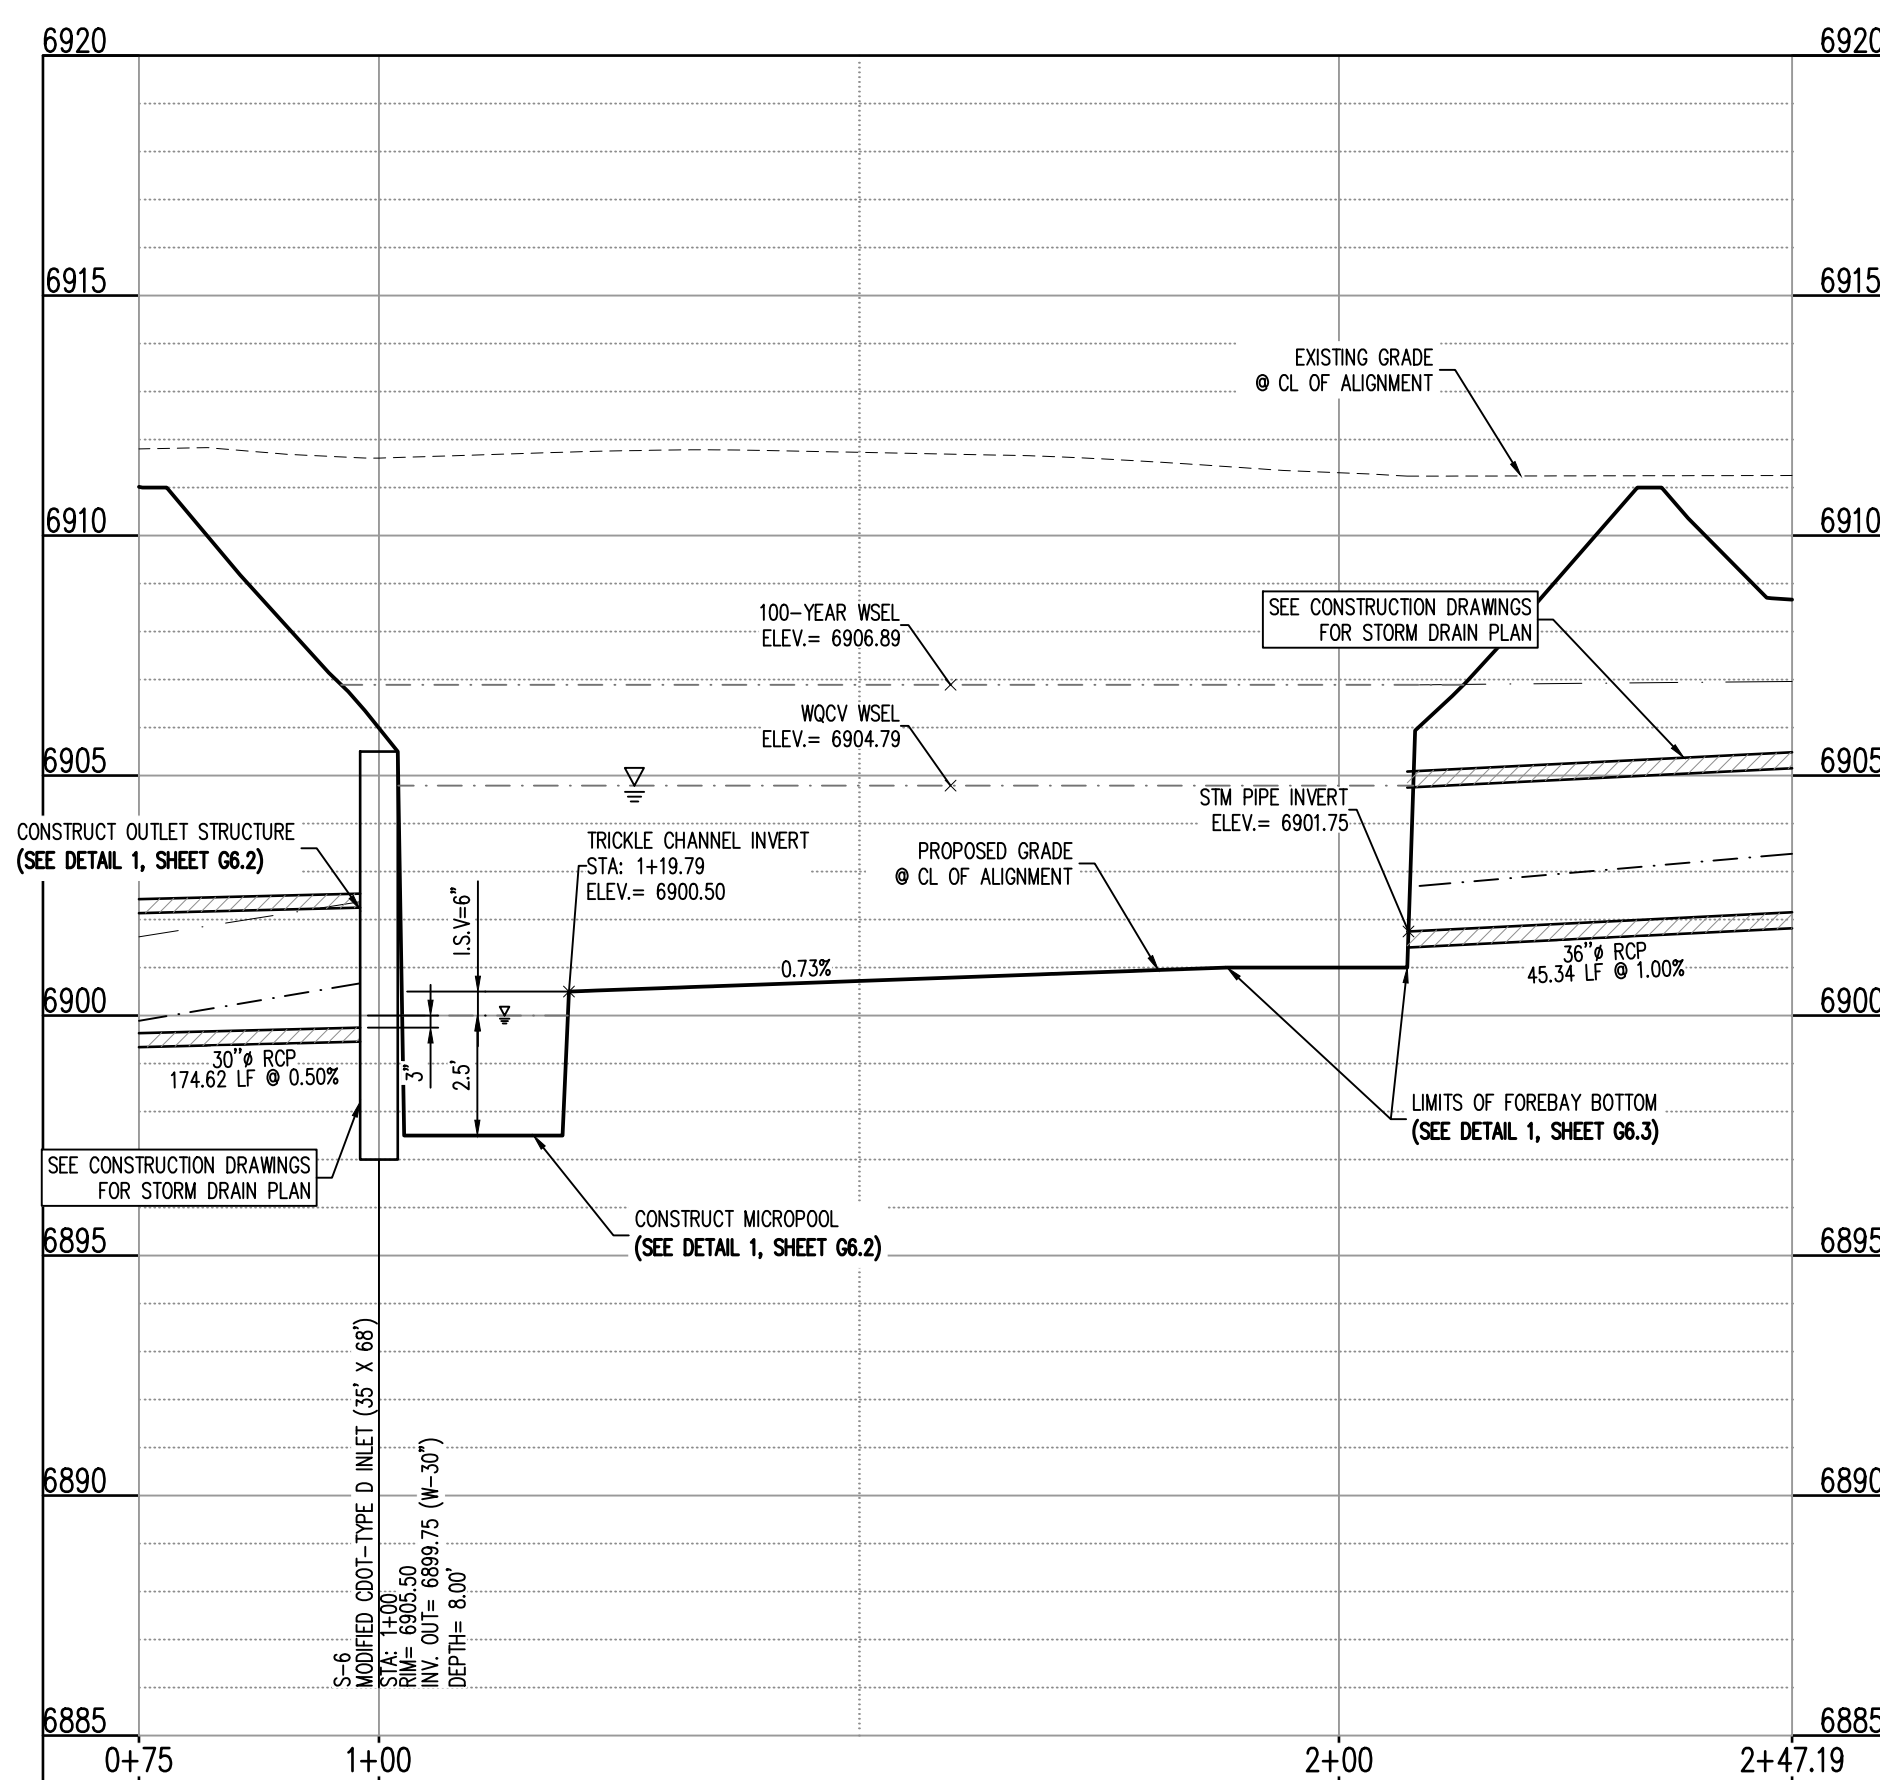 6920
6920
6915
6915
EXISTING GRADE
@ CL OF ALIGNMENT
6910
6910
SEE CONSTRUCTION DRAWINGS
FOR STORM DRAIN PLAN
100-YEAR WSEL
ELEV.= 6906.89
WQCV WSEL
ELEV.= 6904.79
6905
6905
STM PIPE INVERT
ELEV.= 6901.75
CONSTRUCT OUTLET STRUCTURE
(SEE DETAIL 1, SHEET G6.2)
TRICKLE CHANNEL INVERT
STA: 1+19.79
ELEV.= 6900.50
PROPOSED GRADE
@ CL OF ALIGNMENT
I.S.V=6"
0.73%
36"ø RCP
45.34 LF @ 1.00%
6900
6900
30"ø RCP
174.62 LF @ 0.50%
3"
2.5'
LIMITS OF FOREBAY BOTTOM
(SEE DETAIL 1, SHEET G6.3)
SEE CONSTRUCTION DRAWINGS
FOR STORM DRAIN PLAN
CONSTRUCT MICROPOOL
(SEE DETAIL 1, SHEET G6.2)
6895
6895
S-6
MODIFIED CDOT-TYPE D INLET (35' X 68')
STA: 1+00
RIM= 6905.50
INV. OUT= 6899.75 (W-30")
DEPTH= 8.00'
6890
6890
6885
6885
0+75
1+00
2+00
2+47.19